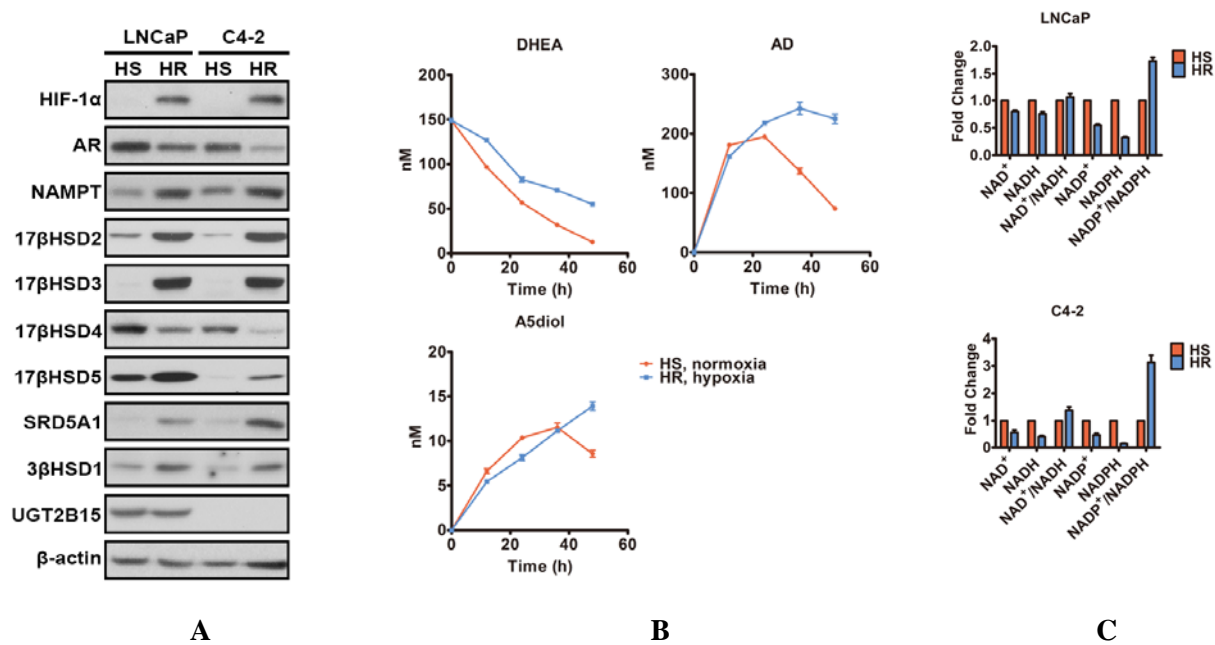 LNCaP C4-2
HS HR HS HR
HIF-1α
AR
NAMPT
17βHSD2
17βHSD3
17βHSD4
17βHSD5
SRD5A1
3βHSD1
UGT2B15
β-actin
A
DHEA
nM
200
150
100
50
0
0 20 40 60
Time (h)
AD
nM
300
200
100
0
0 20 40 60
Time (h)
A5diol
nM
20
15
10
5
0
0 20 40 60
Time (h)
HS, normoxia
HR, hypoxia
B
LNCaP
Fold Change
2.0
1.5
1.0
0.5
0.0
NAD⁺
NADH
NAD⁺/NADH
NADP⁺
NADPH
NADP⁺/NADPH
HS
HR
C4-2
Fold Change
4
3
2
1
0
NAD⁺
NADH
NAD⁺/NADH
NADP⁺
NADPH
NADP⁺/NADPH
HS
HR
C